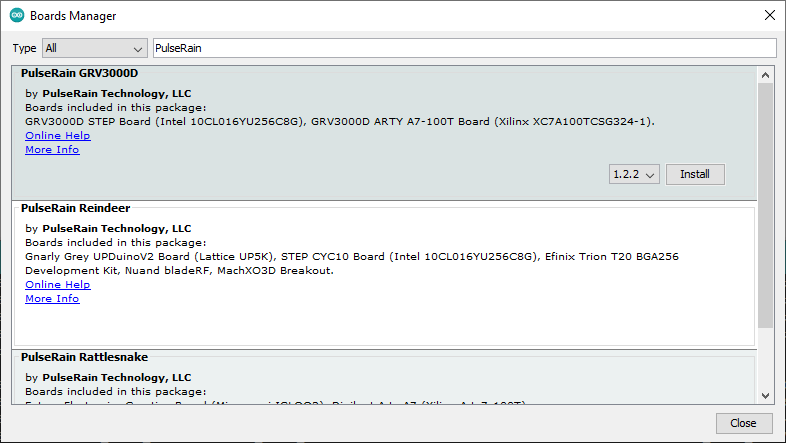 Boards Manager
Type All PulseRain
PulseRain GRV3000D
by PulseRain Technology, LLC
Boards included in this package:
GRV3000D STEP Board (Intel 10CL016YU256C8G), GRV3000D ARTY A7-100T Board (Xilinx XC7A100TCSG324-1).
Online Help
More Info
1.2.2 Install
PulseRain Reindeer
by PulseRain Technology, LLC
Boards included in this package:
Gnarly Grey UPDuinoV2 Board (Lattice UP5K), STEP CYC10 Board (Intel 10CL016YU256C8G), Efinix Trion T20 BGA256
Development Kit, Nuand bladeRF, MachXO3D Breakout.
Online Help
More Info
PulseRain Rattlesnake
by PulseRain Technology, LLC
Boards included in this package:
Close